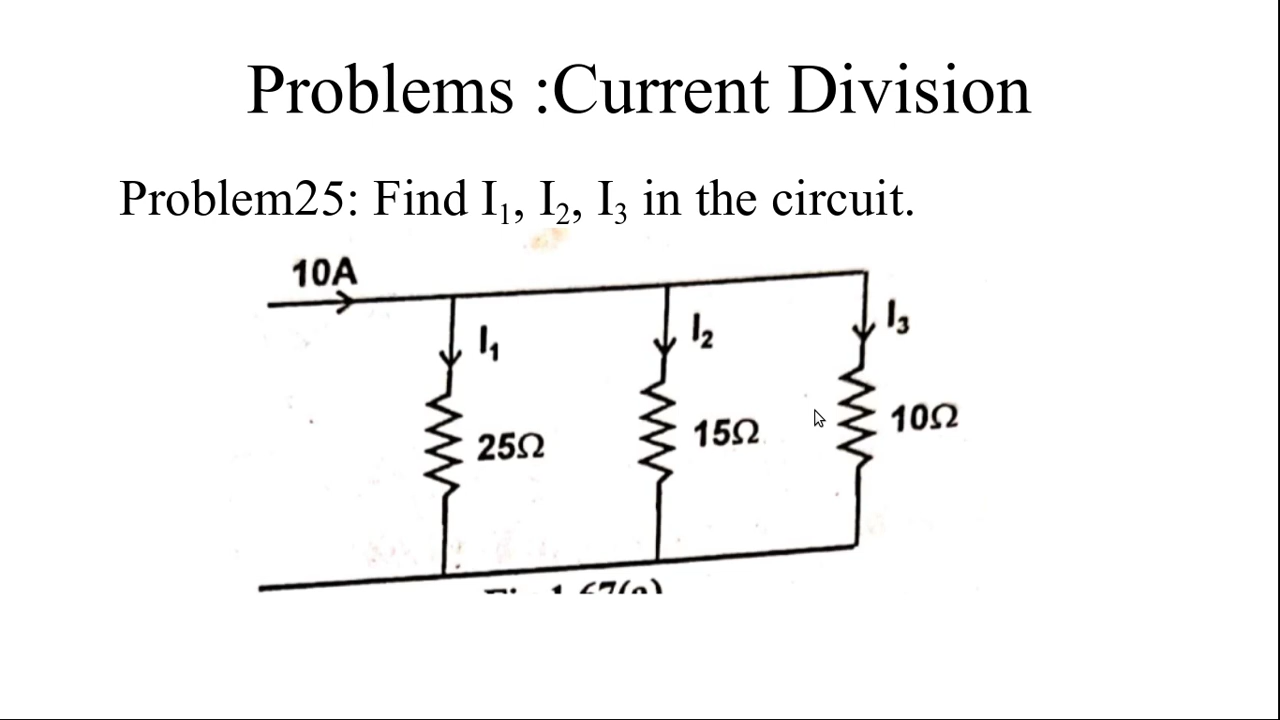 Problems :Current Division
Problem25: Find I₁, I₂, I₃ in the circuit.
10A
I₁
I₂
I₃
25Ω
15Ω
10Ω